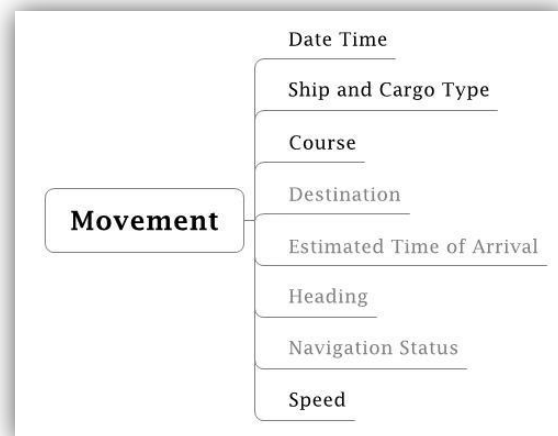 Date Time
Ship and Cargo Type
Course
Destination
Movement
Estimated Time of Arrival
Heading
Navigation Status
Speed